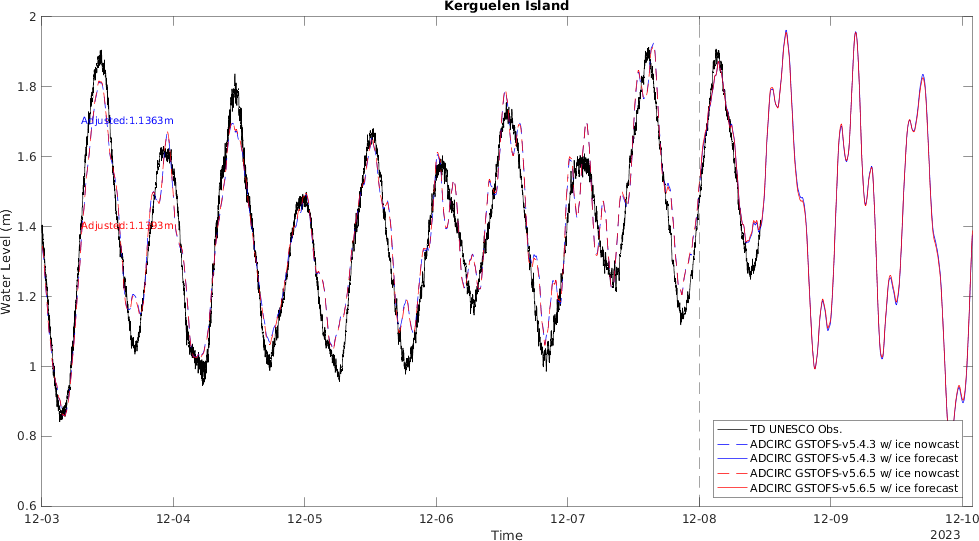 Kerguelen Island
2
1.8
1.6
1.4
1.2
1
0.8
0.6
Water Level (m)
Adjusted:1.1363m
Adjusted:1.1193m
TD UNESCO Obs.
ADCIRC GSTOFS-v5.4.3 w/ ice nowcast
ADCIRC GSTOFS-v5.4.3 w/ ice forecast
ADCIRC GSTOFS-v5.6.5 w/ ice nowcast
ADCIRC GSTOFS-v5.6.5 w/ ice forecast
12-03 12-04 12-05 12-06 12-07 12-08 12-09 12-10
Time
2023